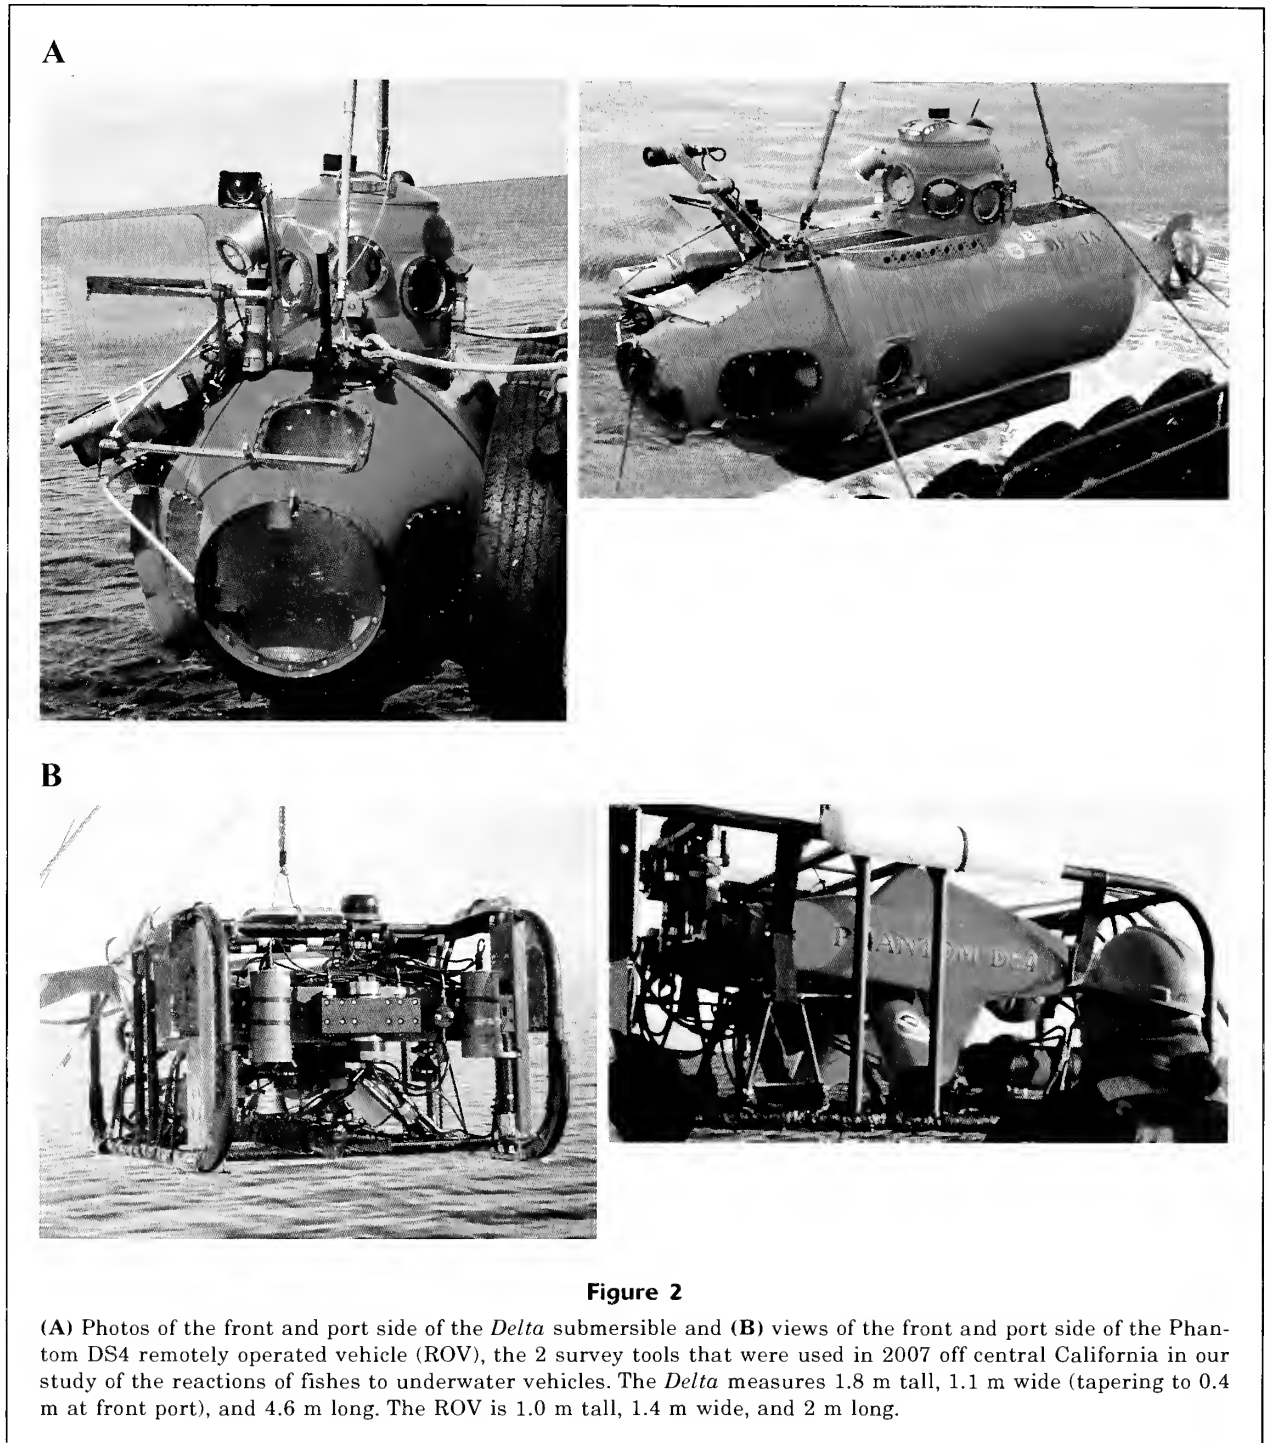 A
DELTA
B
PHANTOM DS4
Figure 2
(A) Photos of the front and port side of the Delta submersible and (B) views of the front and port side of the Phan-
tom DS4 remotely operated vehicle (ROV), the 2 survey tools that were used in 2007 off central California in our
study of the reactions of fishes to underwater vehicles. The Delta measures 1.8 m tall, 1.1 m wide (tapering to 0.4
m at front port), and 4.6 m long. The ROV is 1.0 m tall, 1.4 m wide, and 2 m long.